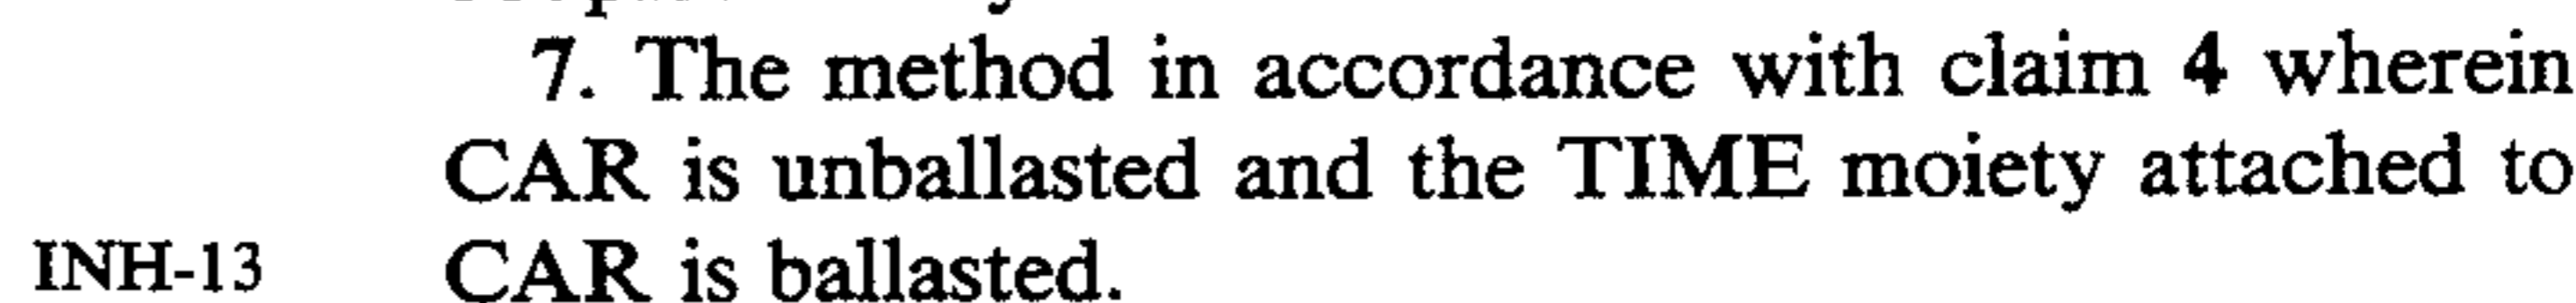 7. The method in accordance with claim 4 wherein
CAR is unballasted and the TIME moiety attached to
INH-13 CAR is ballasted.